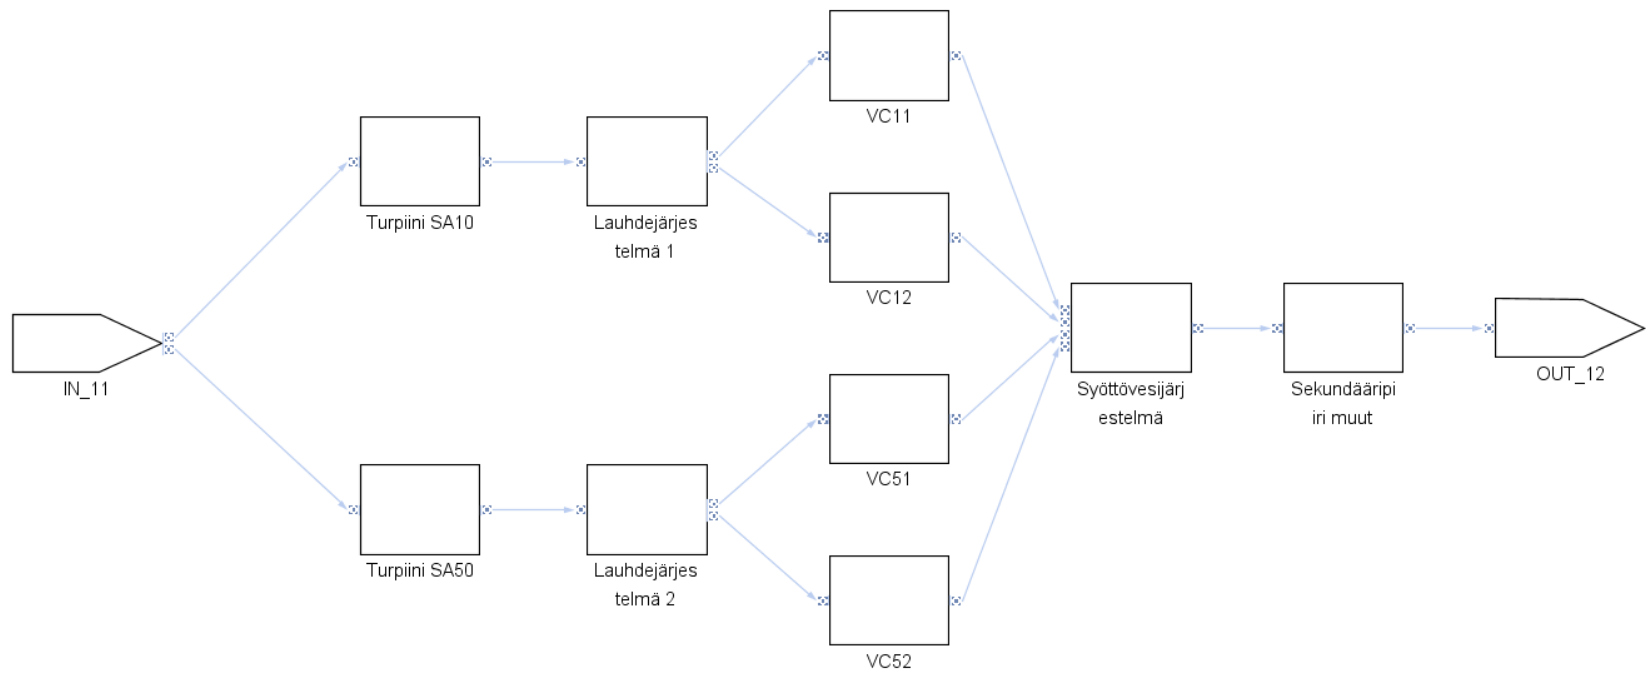 VC11
Turpiini SA10
Lauhdejärjes
telmä 1
VC12
IN_11
OUT_12
Syöttövesijärj
estelmä
Sekundääripi
iri muut
VC51
Turpiini SA50
Lauhdejärjes
telmä 2
VC52